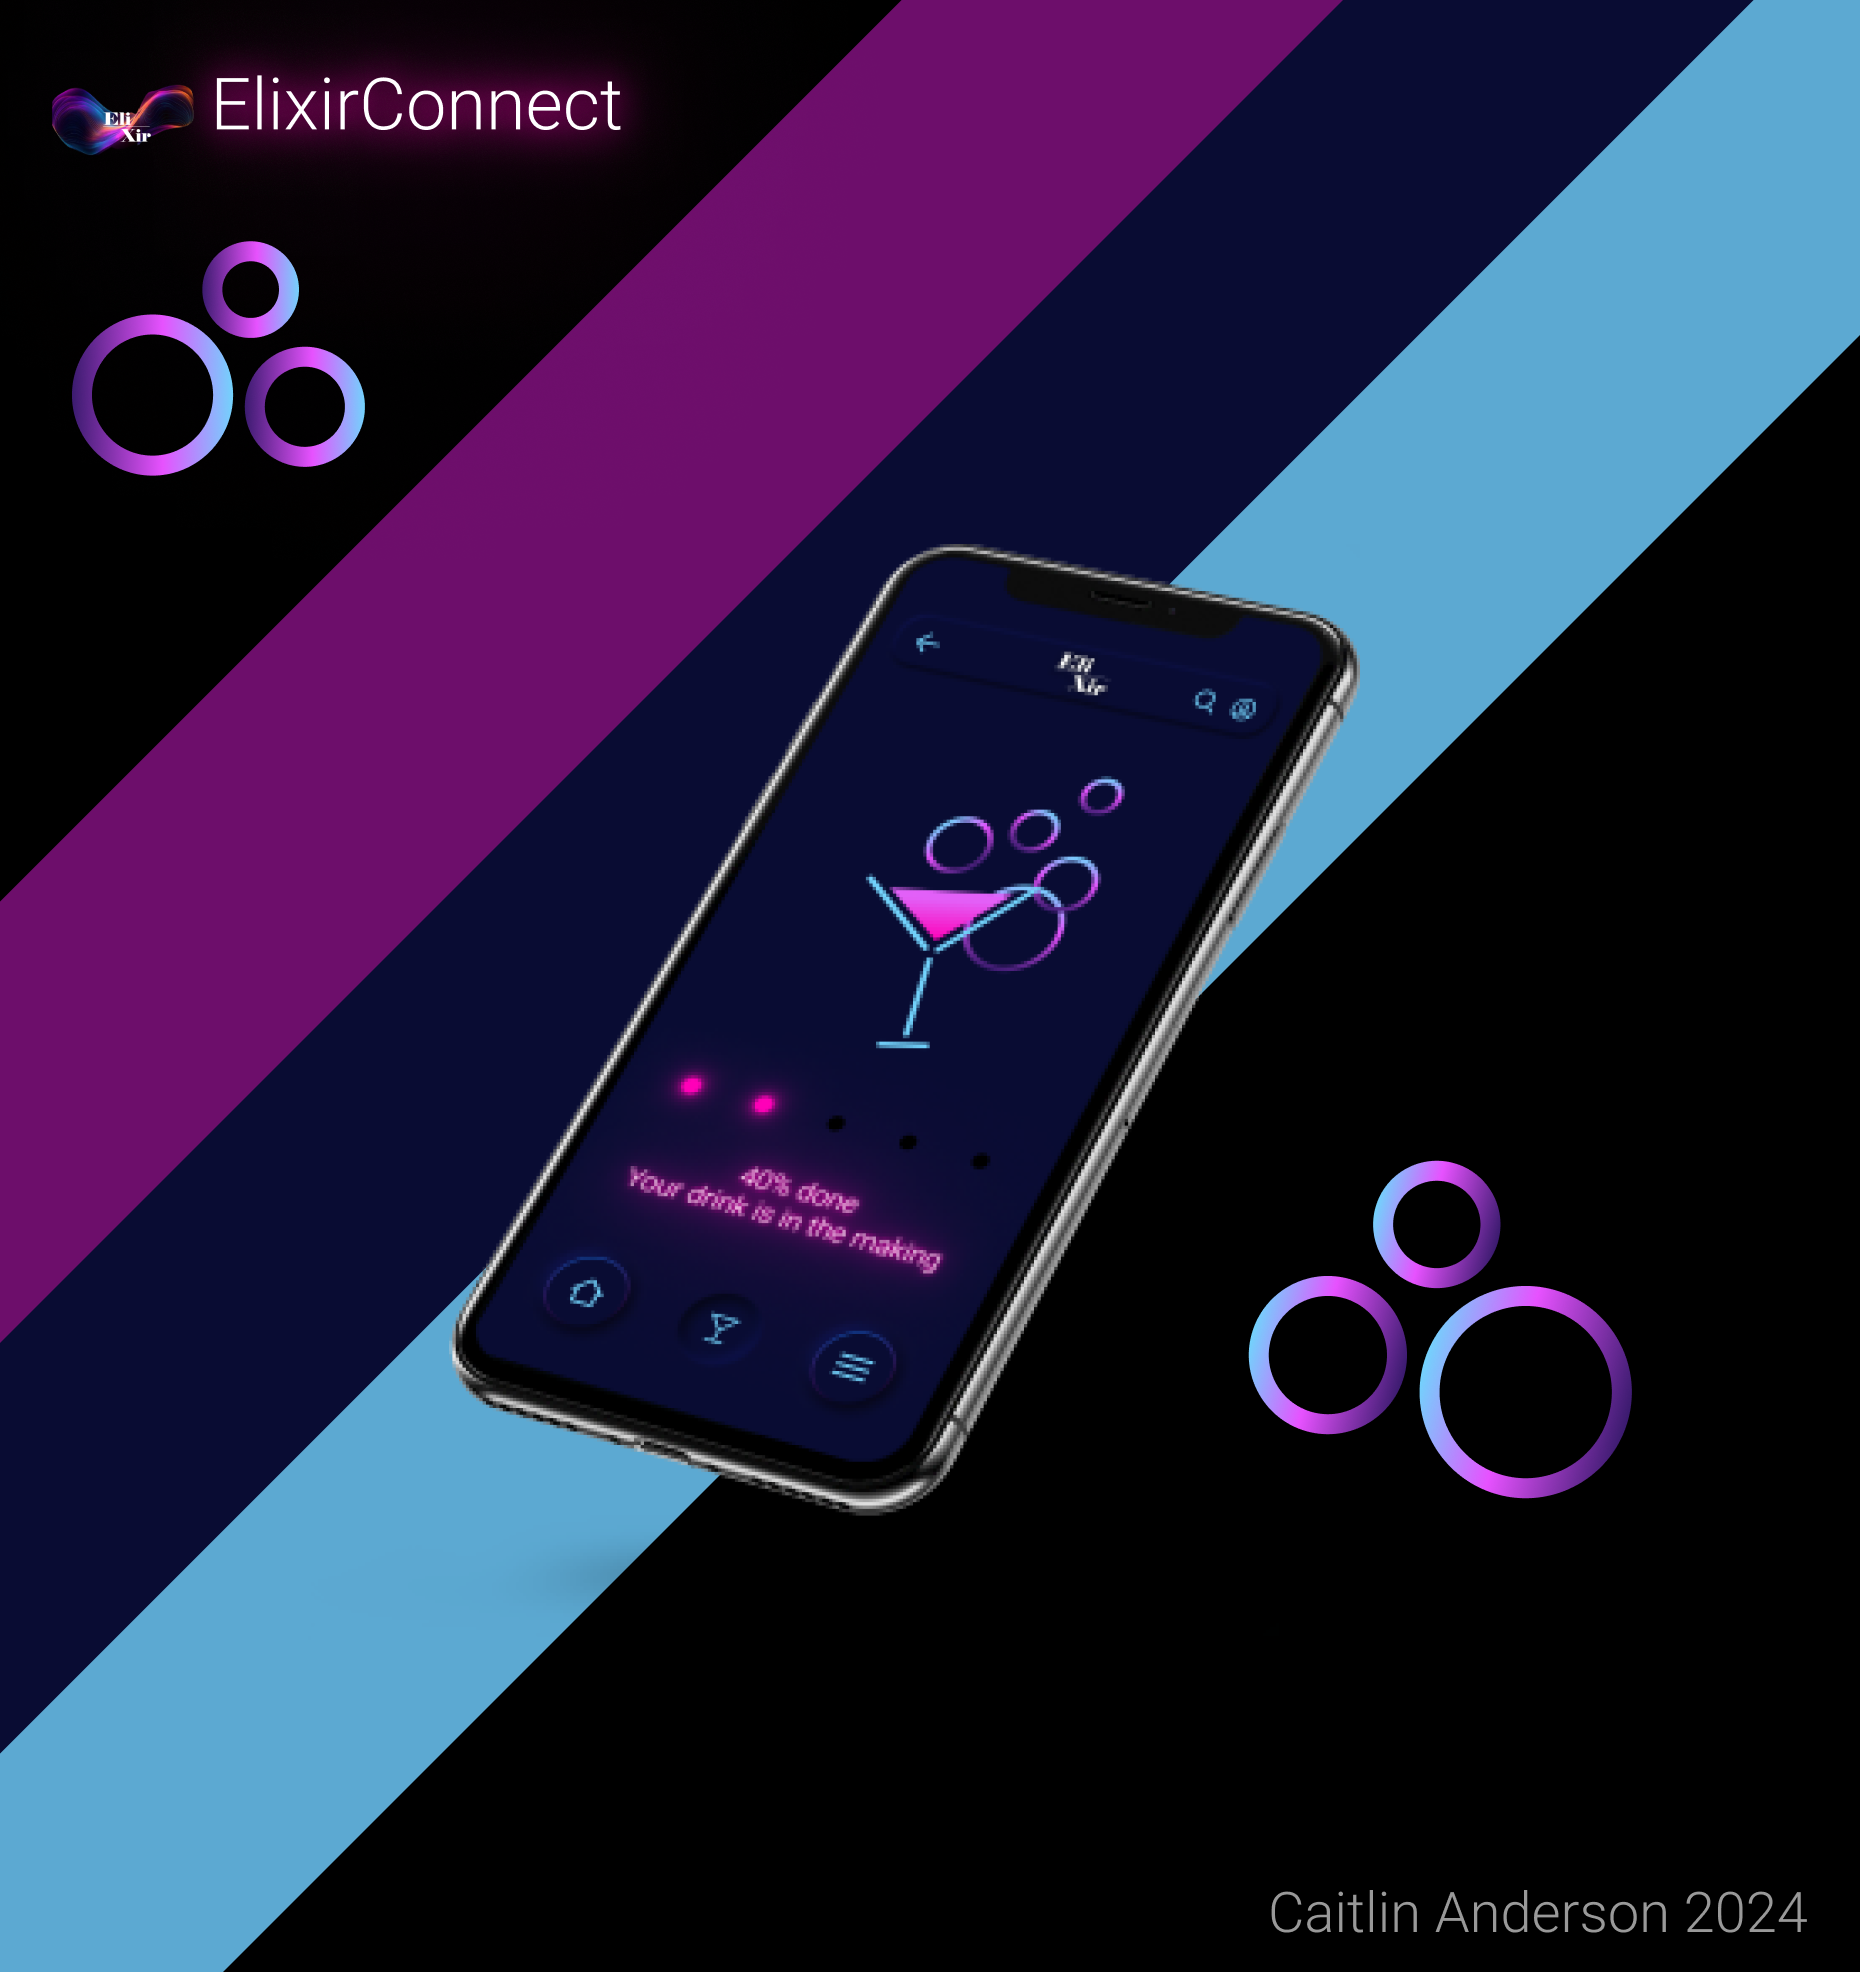 Eli
Xir
ElixirConnect
Eli
Xir
40% done
Your drink is in the making
Caitlin Anderson 2024